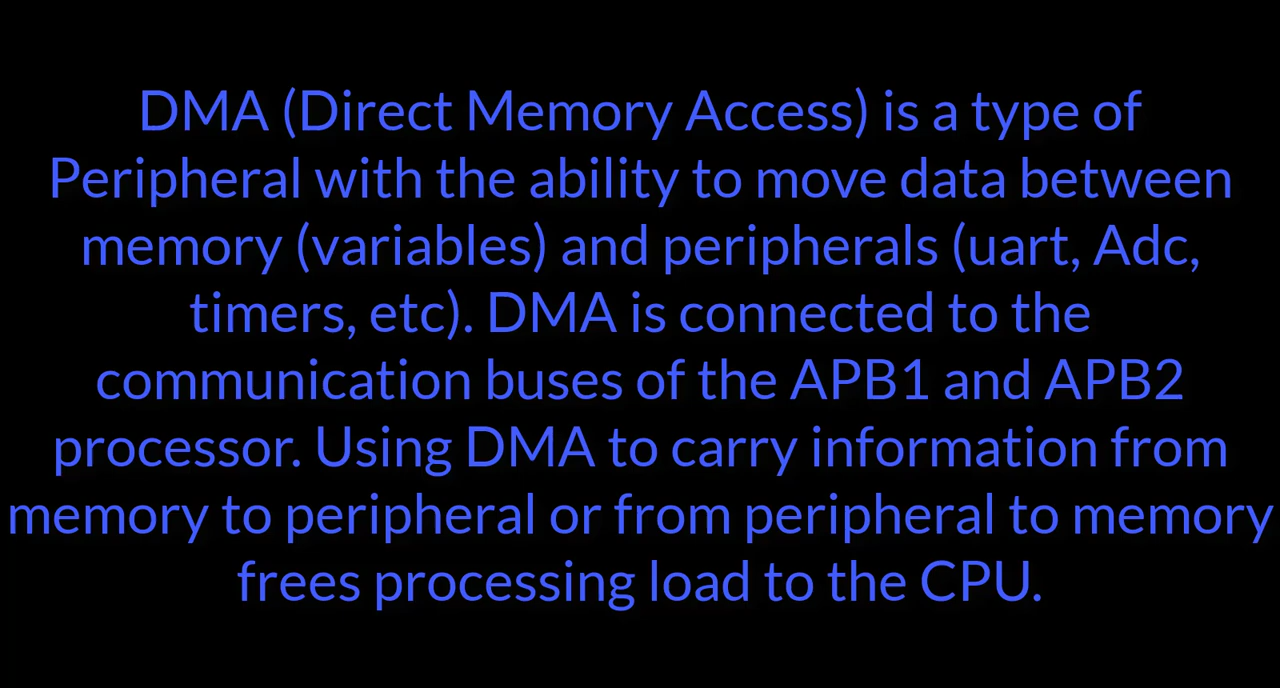 DMA (Direct Memory Access) is a type of
Peripheral with the ability to move data between
memory (variables) and peripherals (uart, Adc,
timers, etc). DMA is connected to the
communication buses of the APB1 and APB2
processor. Using DMA to carry information from
memory to peripheral or from peripheral to memory
frees processing load to the CPU.